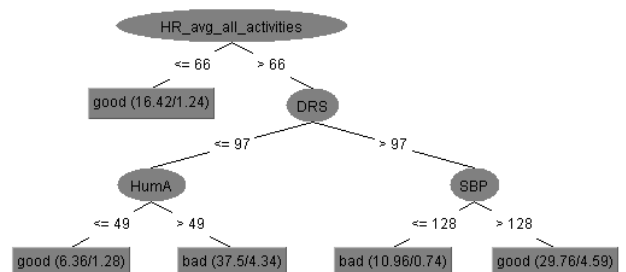 HR_avg_all_activities
<= 66 > 66
good (16.42/1.24)
DRS
<= 97 > 97
HumA SBP
<= 49 > 49 <= 128 > 128
good (6.36/1.28) bad (37.5/4.34) bad (10.96/0.74) good (29.76/4.59)